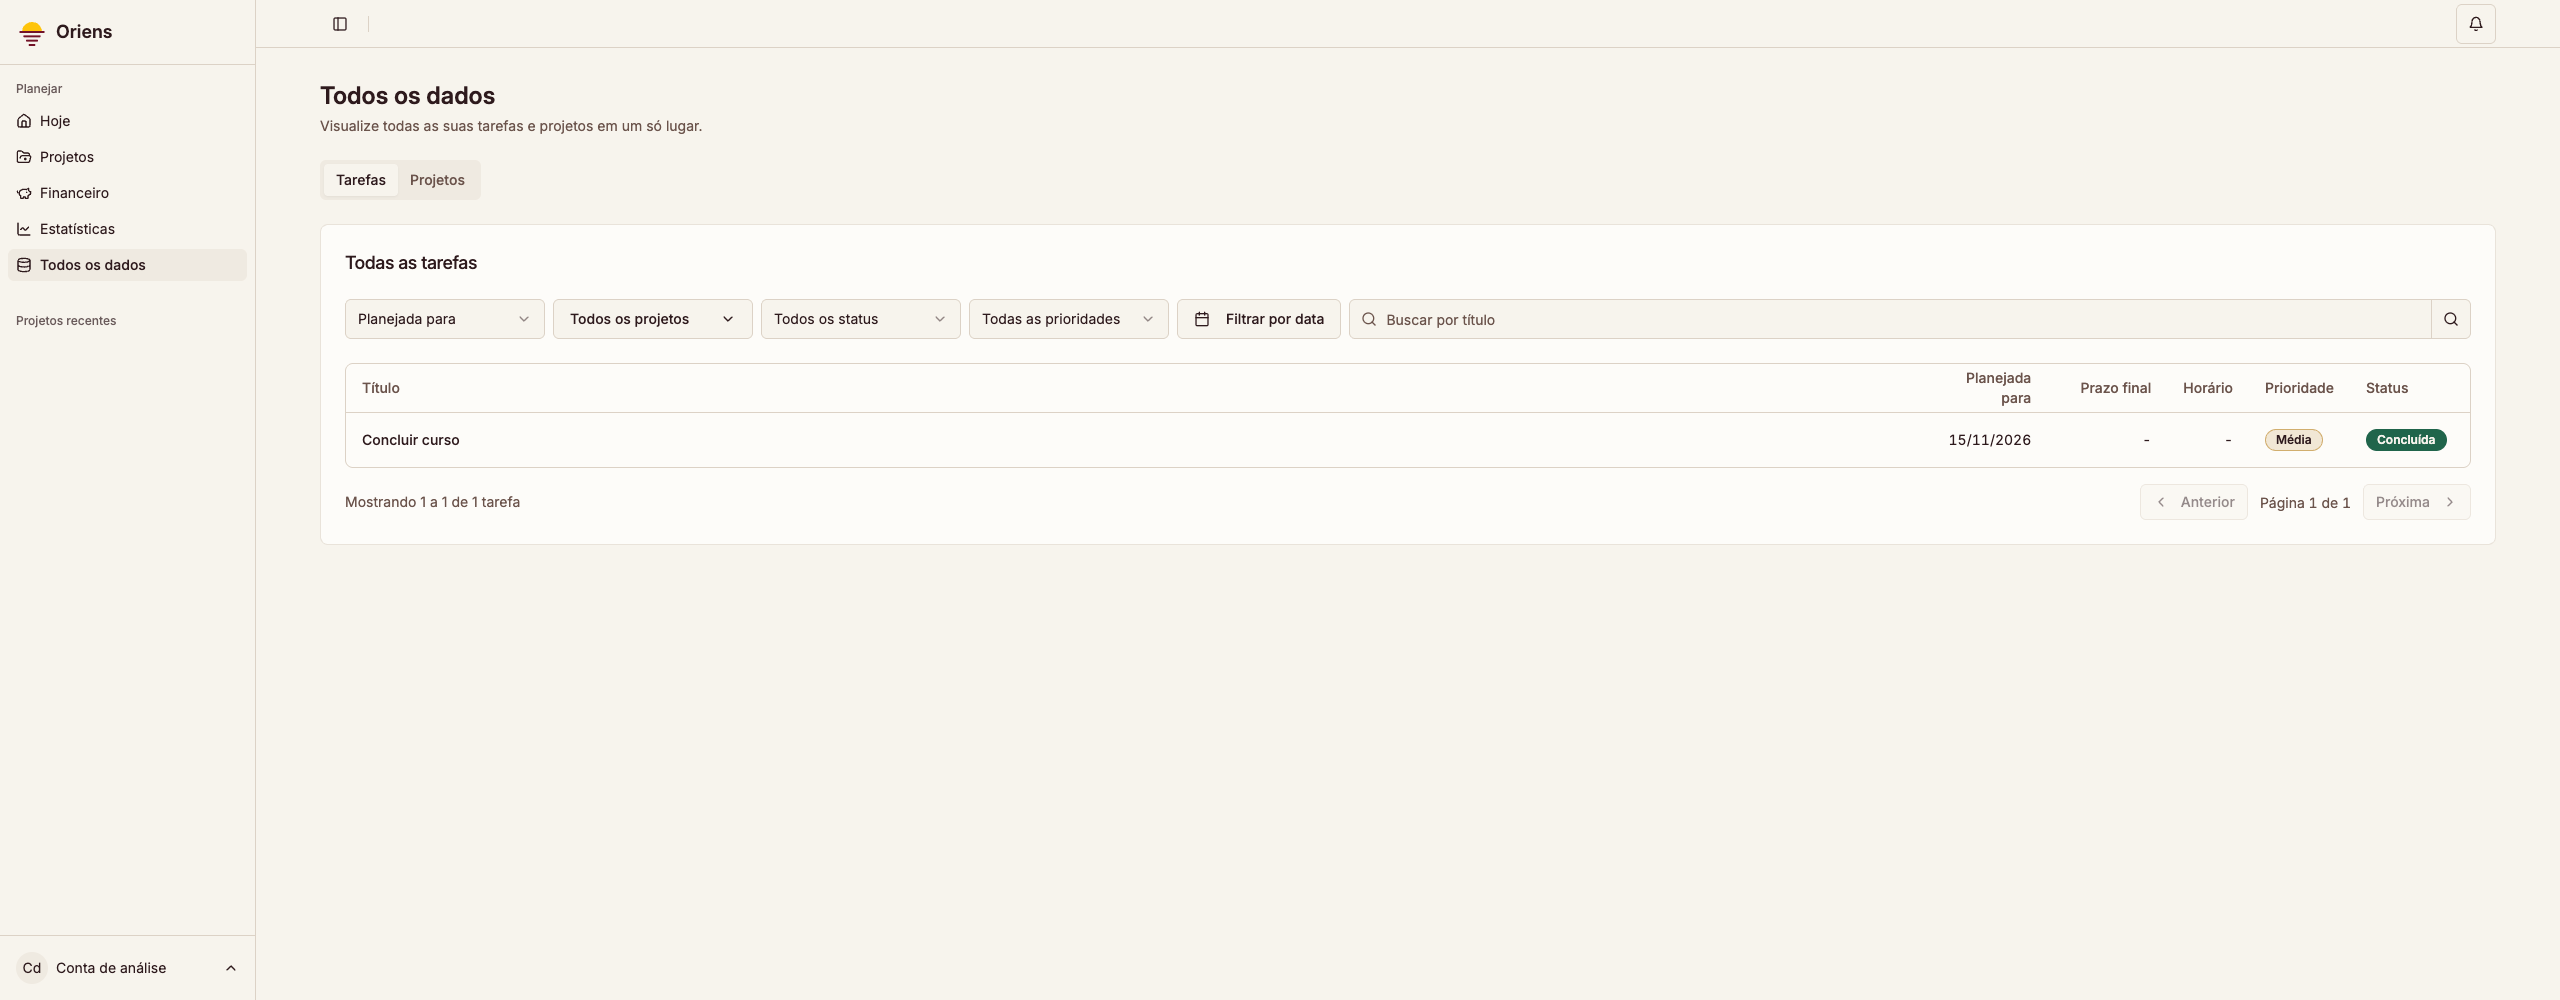 Oriens
Planejar
Hoje
Projetos
Financeiro
Estatísticas
Todos os dados
Projetos recentes
Cd
Conta de análise
Todos os dados
Visualize todas as suas tarefas e projetos em um só lugar.
Tarefas
Projetos
Todas as tarefas
Planejada para
Todos os projetos
Todos os status
Todas as prioridades
Filtrar por data
Buscar por título
Título
Planejada
para
Prazo final
Horário
Prioridade
Status
Concluir curso
15/11/2026
-
-
Média
Concluída
Mostrando 1 a 1 de 1 tarefa
Anterior
Página 1 de 1
Próxima